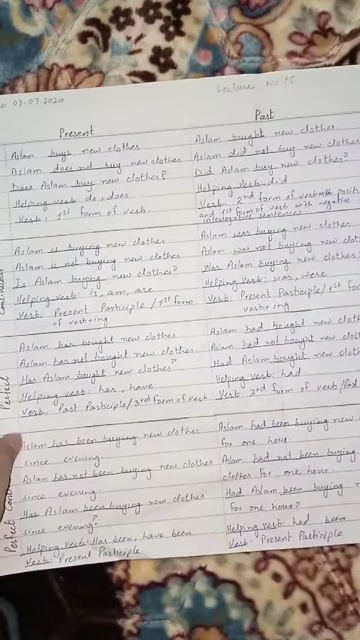 07.07.2020
Lecture No 15
Present
Aslam buys new clothes
Aslam does not buy new clothes
Does Aslam buy new clothes?
Helping verb: do, does
Verb: 1st form of verb
Past
Aslam bought new clothes
Aslam did not buy new clothes
Did Aslam buy new clothes?
Helping verb: did
Verb: 2nd form of verb with
and 1st form of verb with negative
sentences
Continuous
Aslam is buying new clothes
Aslam is not buying new clothes
Is Aslam buying new clothes?
Helping verb: is, am, are
Verb: Present Participle/1st form
of verb+ing
Aslam was buying new clothes
Aslam was not buying new
Was Aslam buying new clothes
Helping verb: was, were
Verb: Present Participle/1st
verb+ing
Perfect
Aslam has bought new clothes
Aslam has not bought new clothes
Has Aslam bought new clothes?
Helping verb: has, have
Verb: Past Participle/3rd form of verb
Aslam had bought new
Aslam had not bought new
Had Aslam bought new
Helping verb: had
Verb: 3rd form of verb/
Perfect
Aslam has been buying new clothes
since evening
Aslam has not been buying new clothes
since evening
Has Aslam been buying new clothes
since evening?
Helping verb: Has been, have been
Verb: Present Participle
Aslam had been buying new
for one hour
Aslam had not been buying
clothes for one hour
Had Aslam been buying
for one hour?
Helping verb: had been
Verb: Present Participle